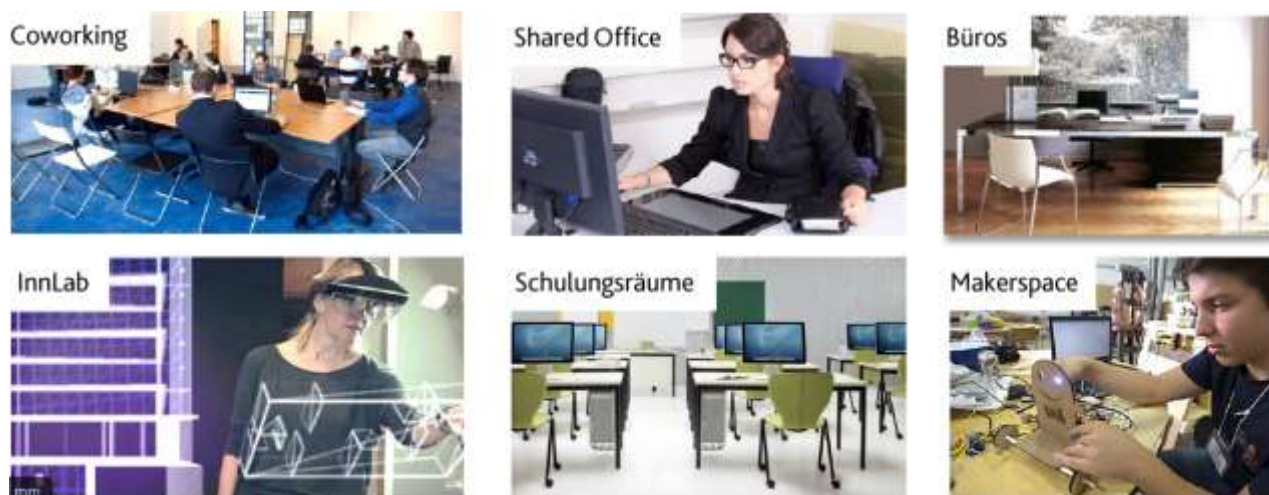 Coworking
Shared Office
Büros
InnLab
Schulungsräume
Makerspace